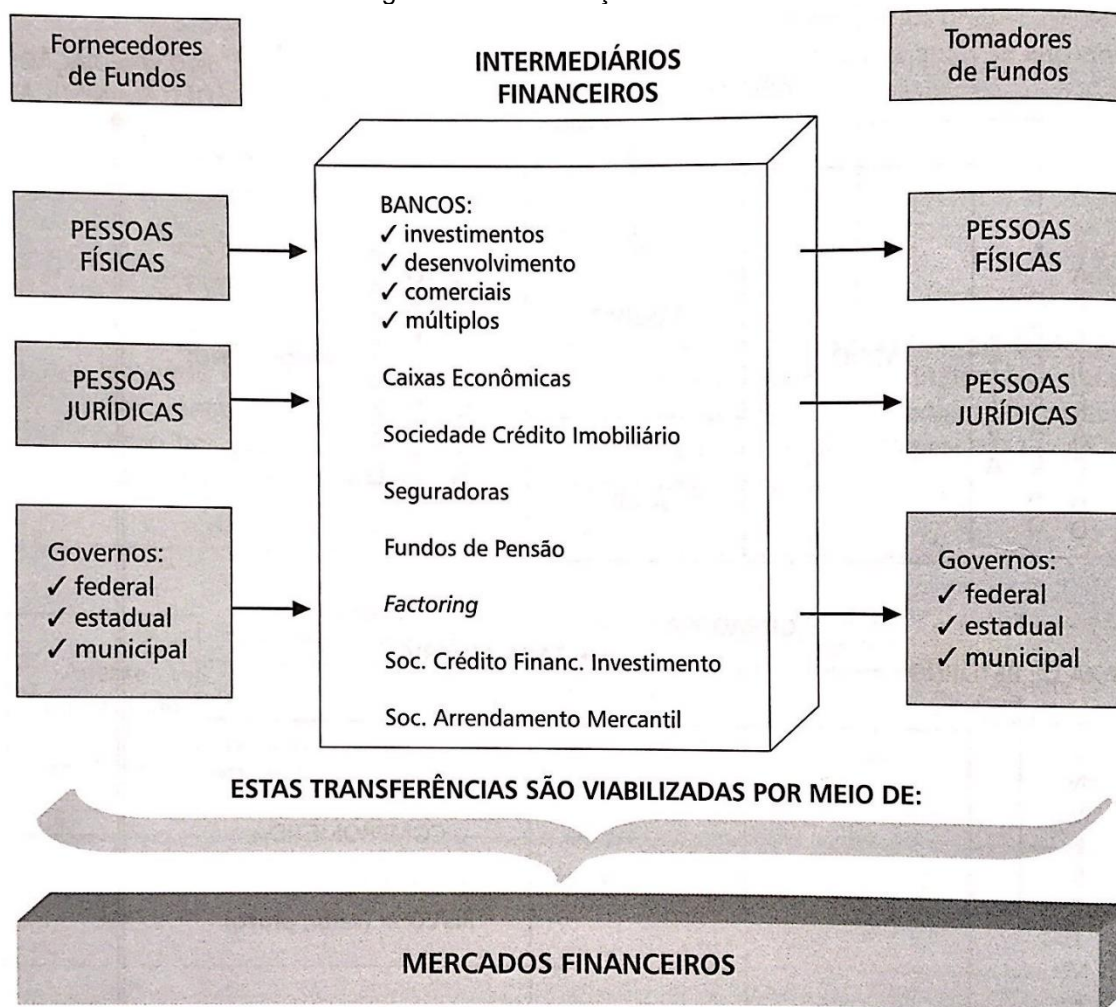 Fornecedores
de Fundos
INTERMEDIÁRIOS
FINANCEIROS
Tomadores
de Fundos
PESSOAS
FÍSICAS
PESSOAS
JURÍDICAS
Governos:
✓ federal
✓ estadual
✓ municipal
BANCOS:
✓ investimentos
✓ desenvolvimento
✓ comerciais
✓ múltiplos
Caixas Econômicas
Sociedade Crédito Imobiliário
Seguradoras
Fundos de Pensão
Factoring
Soc. Crédito Financ. Investimento
Soc. Arrendamento Mercantil
PESSOAS
FÍSICAS
PESSOAS
JURÍDICAS
Governos:
✓ federal
✓ estadual
✓ municipal
ESTAS TRANSFERÊNCIAS SÃO VIABILIZADAS POR MEIO DE:
MERCADOS FINANCEIROS